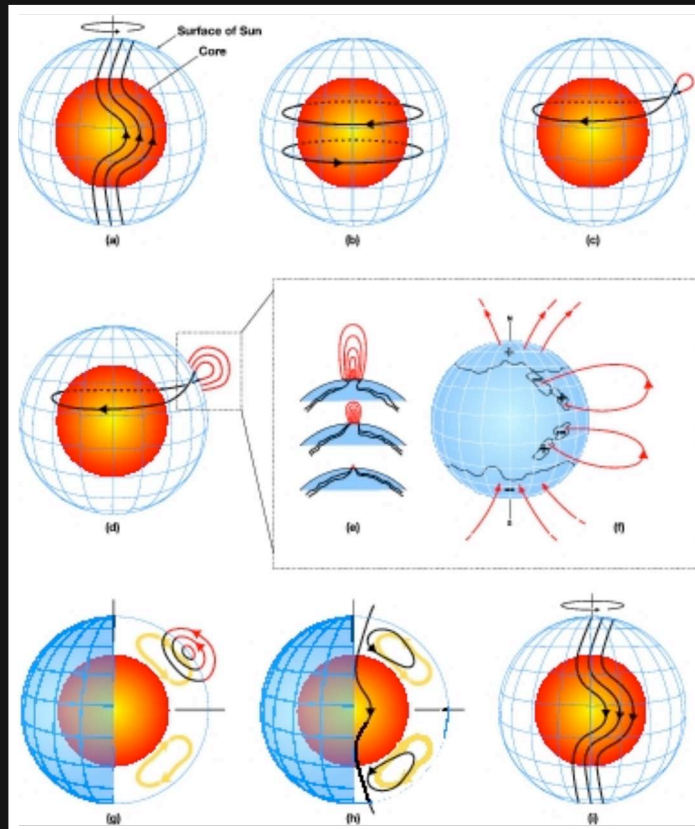 Surface of Sun
Core
(a)
(b)
(c)
N
+
(d)
(e)
S
(f)
(g)
(h)
(i)